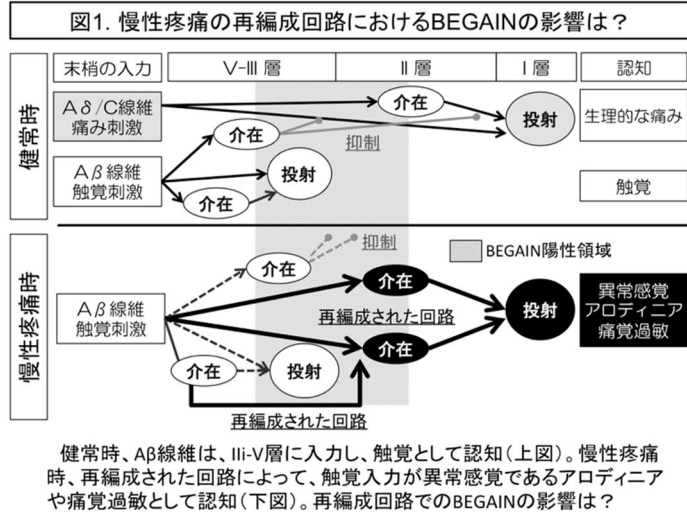 図1. 慢性疼痛の再編成回路におけるBEGAINの影響は？
末梢の入力
V-III 層
II 層
I 層
認知
健常時
Aδ/C線維
痛み刺激
介在
介在
抑制
投射
生理的な痛み
Aβ線維
触覚刺激
投射
介在
触覚
慢性疼痛時
抑制
BEGAIN陽性領域
介在
介在
Aβ線維
触覚刺激
再編成された回路
投射
異常感覚
アロディニア
痛覚過敏
介在
介在
投射
再編成された回路
健常時、Aβ線維は、IIi-V層に入力し、触覚として認知（上図）。慢性疼痛
時、再編成された回路によって、触覚入力が異常感覚であるアロディニア
や痛覚過敏として認知（下図）。再編成回路でのBEGAINの影響は？